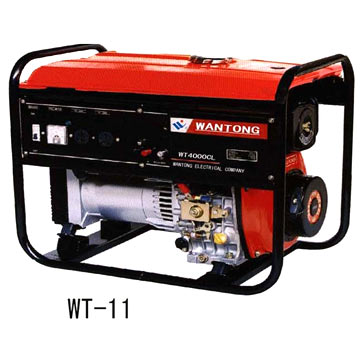 WANTONG
WT4000CL
WANTONG ELECTRICAL COMPANY
WT-11